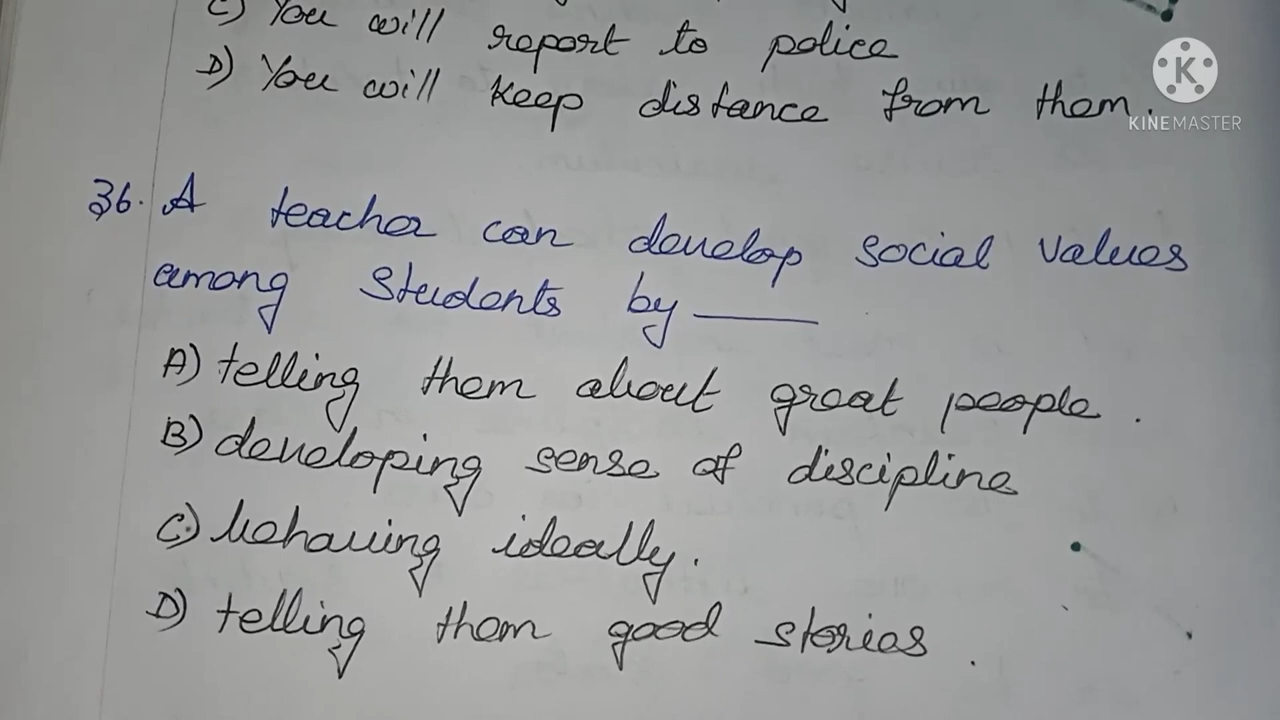 C) You will report to police
D) You will keep distance from them.
K
KINEMASTER
36. A teacher can develop social values
among students by ____
A) telling them about great people.
B) developing sense of discipline
C) behaving ideally.
D) telling them good stories.